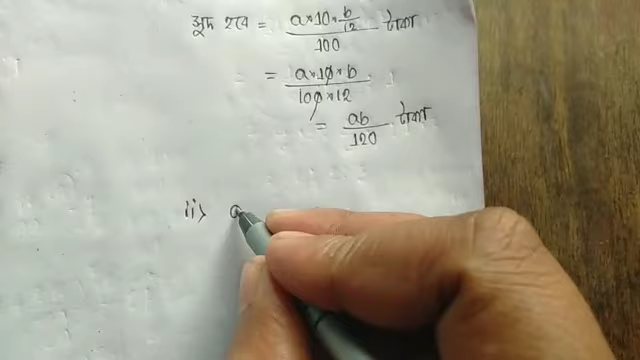 সুদ হবে = a×10×b/12 / 100 টাকা
= a×10×b / 100×12
= ab / 120 টাকা
ii> a